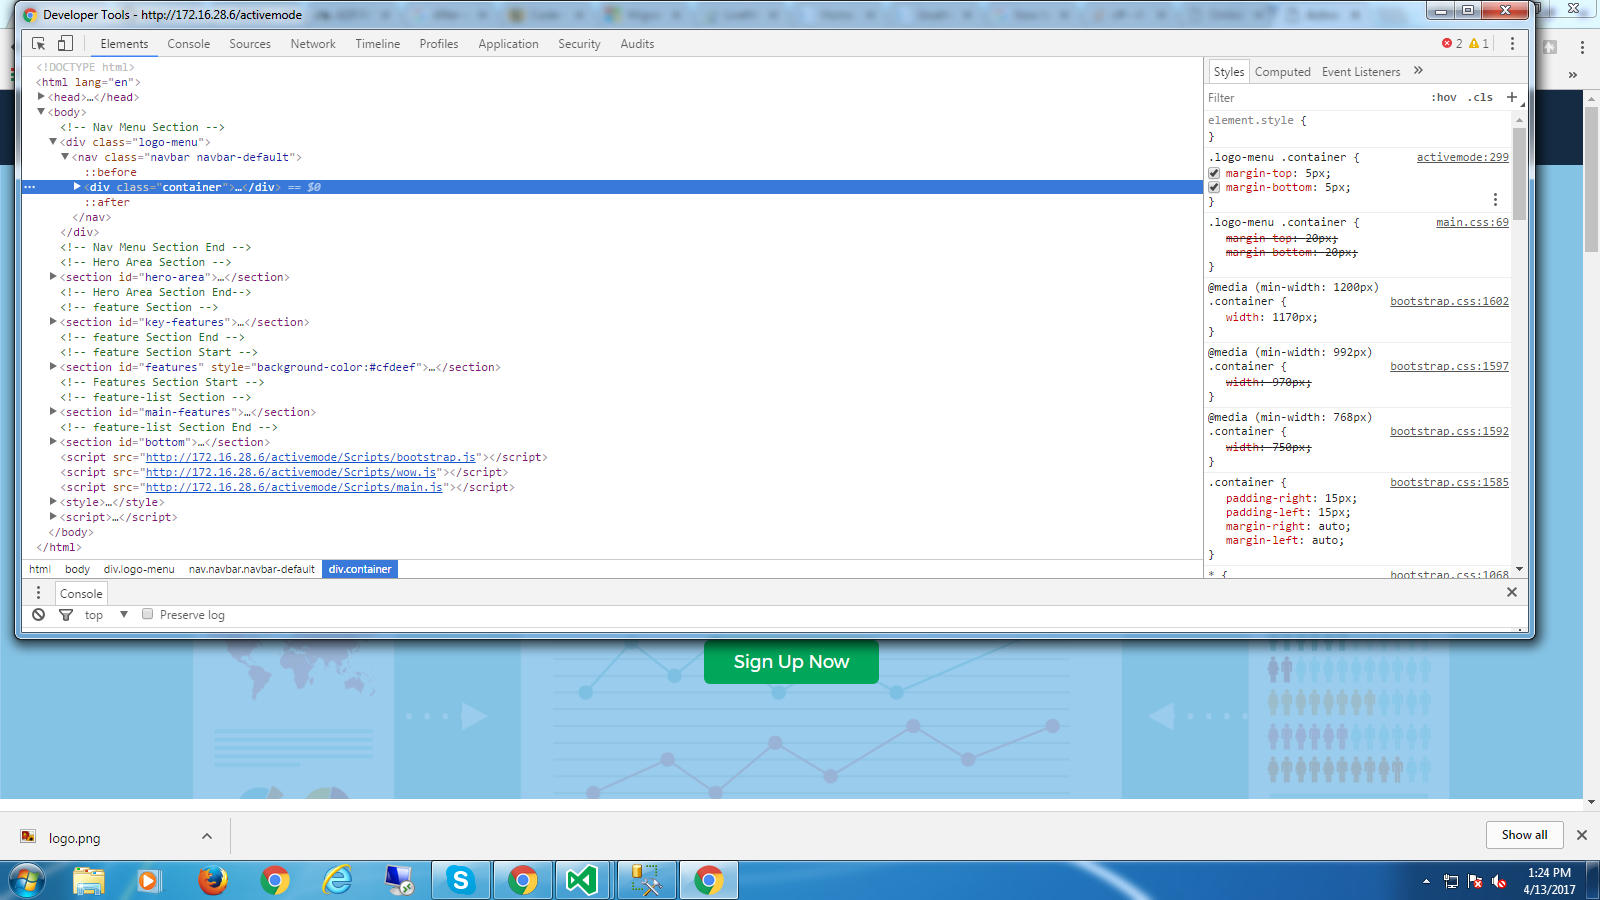 Developer Tools - http://172.16.28.6/activemode
Elements Console Sources Network Timeline Profiles Application Security Audits 2 1
<!DOCTYPE html>
<html lang="en">
<head>…</head>
<body>
<!-- Nav Menu Section -->
<div class="logo-menu">
<nav class="navbar navbar-default">
::before
<div class="container">…</div> == $0
::after
</nav>
</div>
<!-- Nav Menu Section End -->
<!-- Hero Area Section -->
<section id="hero-area">…</section>
<!-- Hero Area Section End-->
<!-- feature Section -->
<section id="key-features">…</section>
<!-- feature Section End -->
<!-- feature Section Start -->
<section id="features" style="background-color:#cfdeef">…</section>
<!-- Features Section Start -->
<!-- feature-list Section -->
<section id="main-features">…</section>
<!-- feature-list Section End -->
<section id="bottom">…</section>
<script src="http://172.16.28.6/activemode/Scripts/bootstrap.js"></script>
<script src="http://172.16.28.6/activemode/Scripts/wow.js"></script>
<script src="http://172.16.28.6/activemode/Scripts/main.js"></script>
<style>…</style>
<script>…</script>
</body>
</html>
html body div.logo-menu nav.navbar.navbar-default div.container
Styles Computed Event Listeners »
Filter :hov .cls +
element.style {
}
.logo-menu .container { activemode:299
margin-top: 5px;
margin-bottom: 5px;
}
.logo-menu .container { main.css:69
margin-top: 20px;
margin-bottom: 20px;
}
@media (min-width: 1200px)
.container { bootstrap.css:1602
width: 1170px;
}
@media (min-width: 992px)
.container { bootstrap.css:1597
width: 970px;
}
@media (min-width: 768px)
.container { bootstrap.css:1592
width: 750px;
}
.container { bootstrap.css:1585
padding-right: 15px;
padding-left: 15px;
margin-right: auto;
margin-left: auto;
}
* { bootstrap.css:1068
Console
top Preserve log
Sign Up Now
logo.png
Show all
1:24 PM
4/13/2017